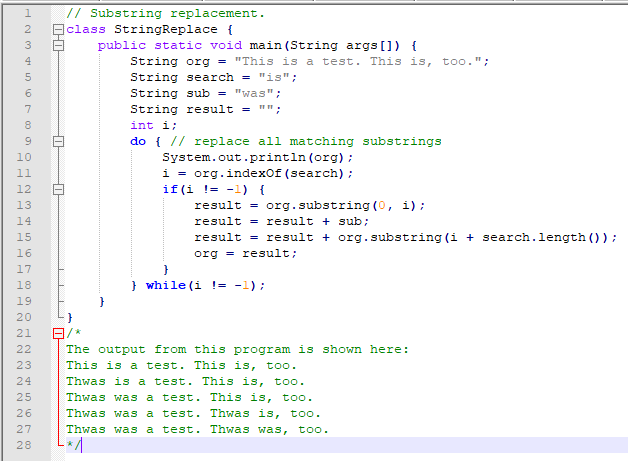 1 // Substring replacement.
2 class StringReplace {
3 public static void main(String args[]) {
4 String org = "This is a test. This is, too.";
5 String search = "is";
6 String sub = "was";
7 String result = "";
8 int i;
9 do { // replace all matching substrings
10 System.out.println(org);
11 i = org.indexOf(search);
12 if(i != -1) {
13 result = org.substring(0, i);
14 result = result + sub;
15 result = result + org.substring(i + search.length());
16 org = result;
17 }
18 } while(i != -1);
19 }
20 }
21 /*
22 The output from this program is shown here:
23 This is a test. This is, too.
24 Thwas is a test. This is, too.
25 Thwas was a test. This is, too.
26 Thwas was a test. Thwas is, too.
27 Thwas was a test. Thwas was, too.
28 */